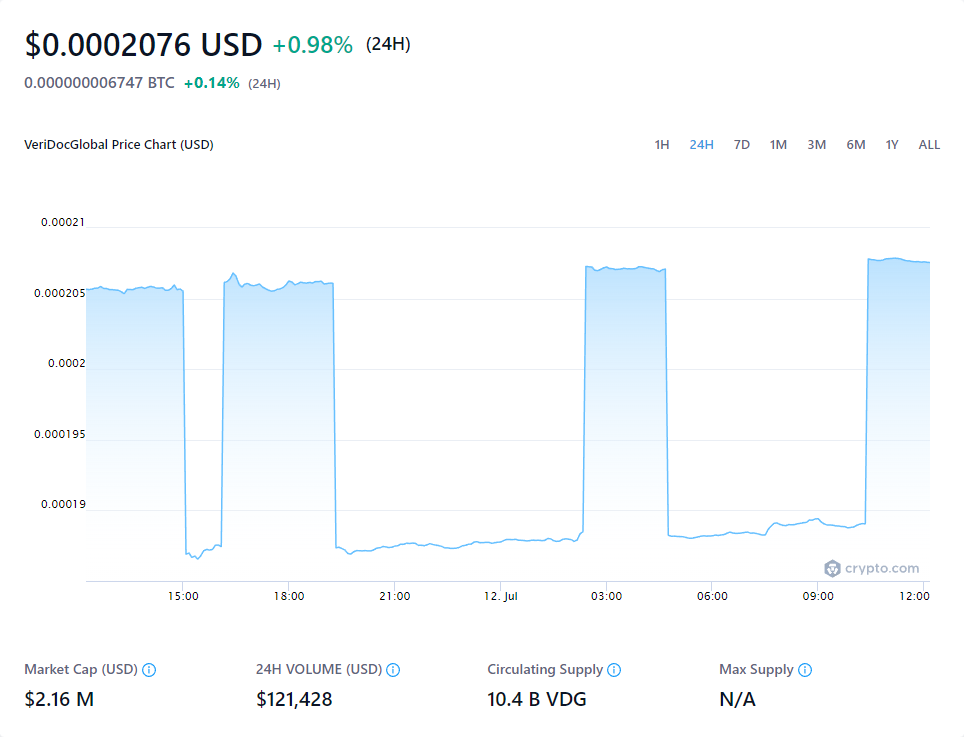 $0.0002076 USD +0.98% (24H)
0.000000006747 BTC +0.14% (24H)
VeriDocGlobal Price Chart (USD) 1H 24H 7D 1M 3M 6M 1Y ALL
0.00021
0.000205
0.0002
0.000195
0.00019
crypto.com
15:00 18:00 21:00 12. Jul 03:00 06:00 09:00 12:00
Market Cap (USD) 24H VOLUME (USD) Circulating Supply Max Supply
$2.16 M $121,428 10.4 B VDG N/A